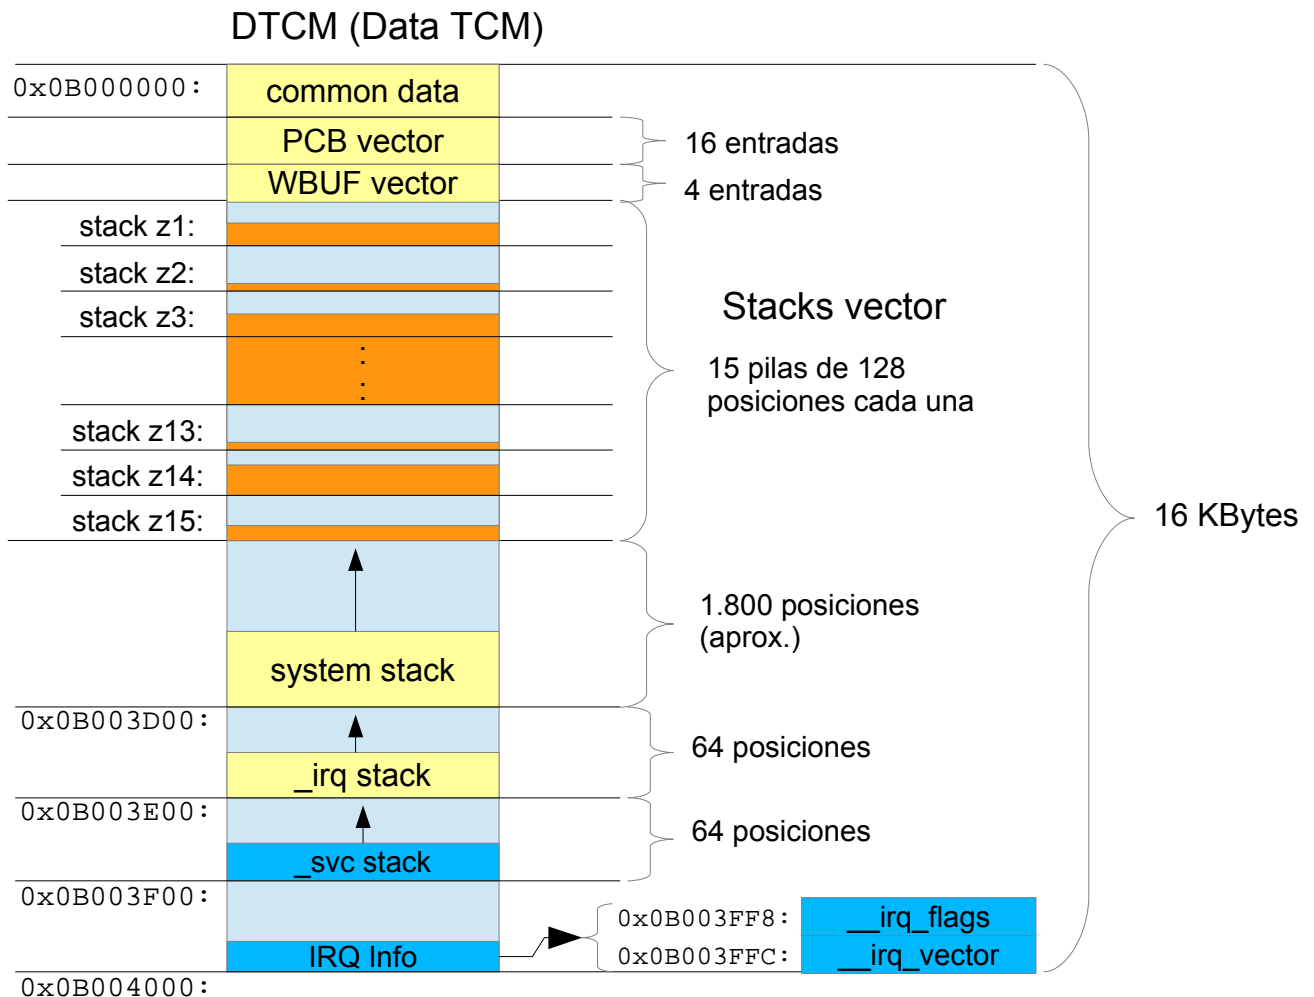 DTCM (Data TCM)
0x0B000000:
common data
PCB vector
16 entradas
WBUF vector
4 entradas
stack z1:
stack z2:
stack z3:
Stacks vector
15 pilas de 128
posiciones cada una
stack z13:
stack z14:
stack z15:
16 KBytes
1.800 posiciones
(aprox.)
system stack
0x0B003D00:
64 posiciones
_irq stack
0x0B003E00:
64 posiciones
_svc stack
0x0B003F00:
0x0B003FF8:
__irq_flags
IRQ Info
0x0B003FFC:
__irq_vector
0x0B004000: